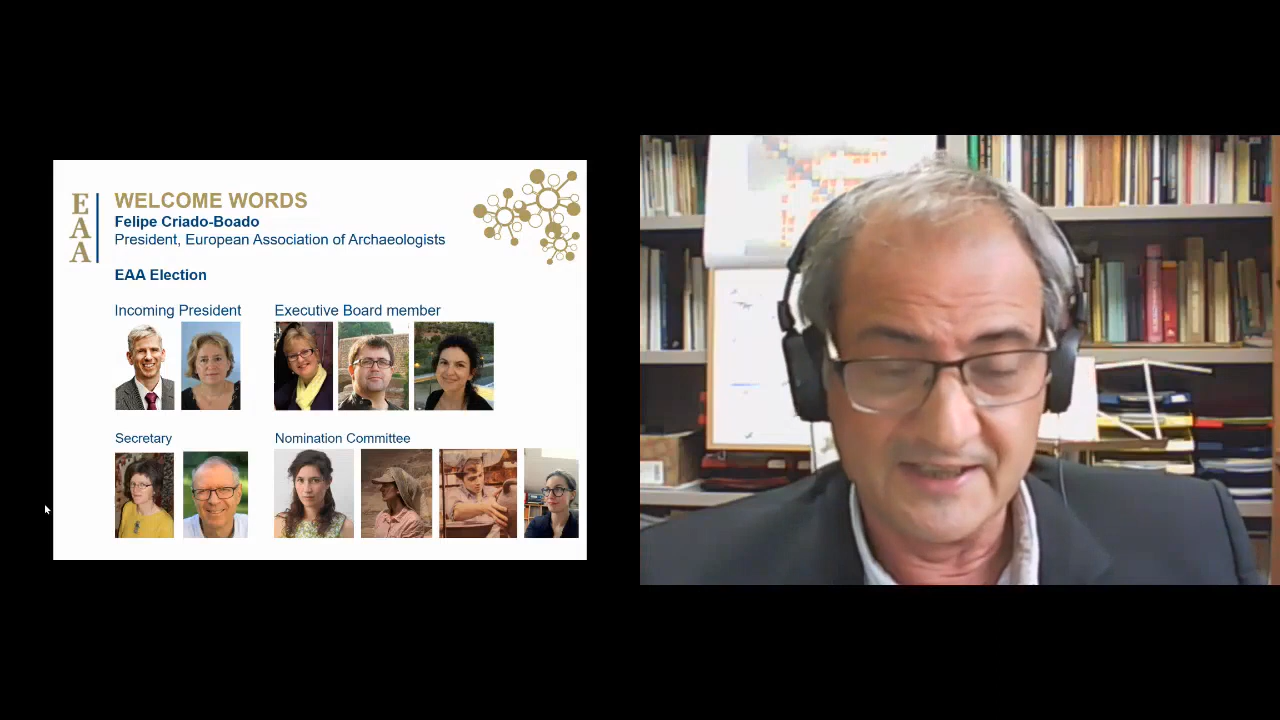 EAA
WELCOME WORDS
Felipe Criado-Boado
President, European Association of Archaeologists
EAA Election
Incoming President
Executive Board member
Secretary
Nomination Committee